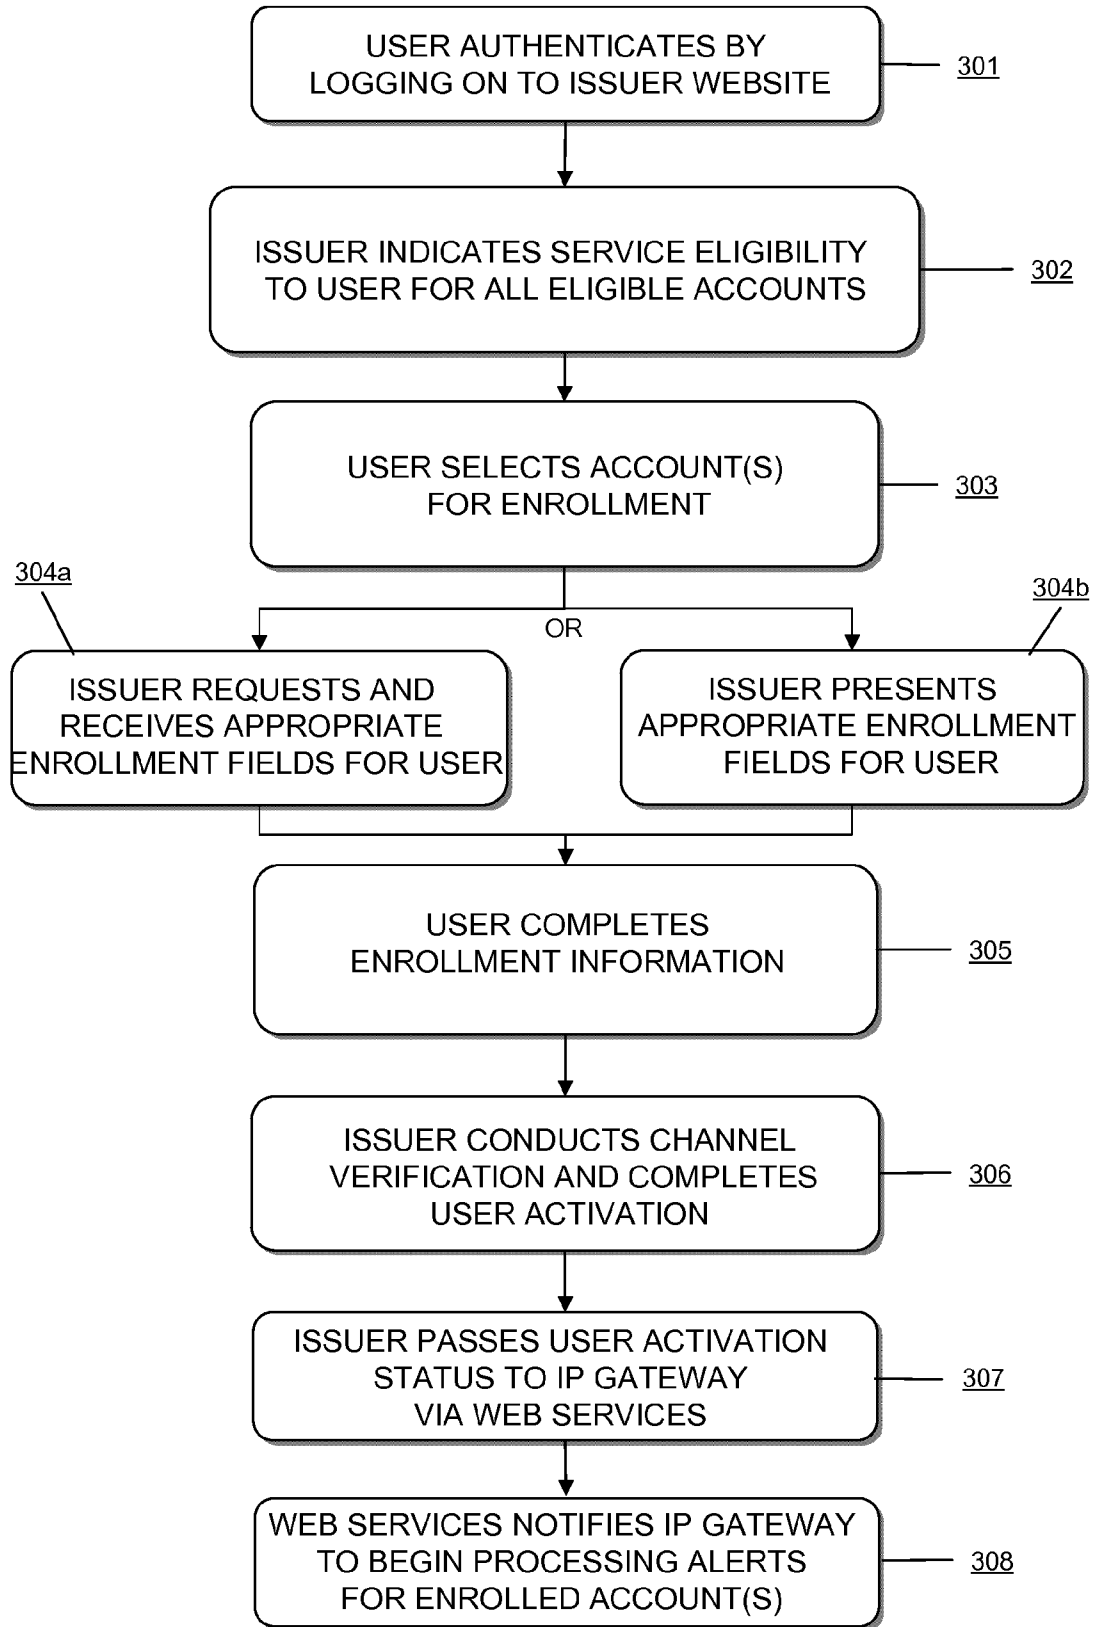 USER AUTHENTICATES BY
LOGGING ON TO ISSUER WEBSITE
301
ISSUER INDICATES SERVICE ELIGIBILITY
TO USER FOR ALL ELIGIBLE ACCOUNTS
302
USER SELECTS ACCOUNT(S)
FOR ENROLLMENT
303
304a
OR
304b
ISSUER REQUESTS AND
RECEIVES APPROPRIATE
ENROLLMENT FIELDS FOR USER
ISSUER PRESENTS
APPROPRIATE ENROLLMENT
FIELDS FOR USER
USER COMPLETES
ENROLLMENT INFORMATION
305
ISSUER CONDUCTS CHANNEL
VERIFICATION AND COMPLETES
USER ACTIVATION
306
ISSUER PASSES USER ACTIVATION
STATUS TO IP GATEWAY
VIA WEB SERVICES
307
WEB SERVICES NOTIFIES IP GATEWAY
TO BEGIN PROCESSING ALERTS
FOR ENROLLED ACCOUNT(S)
308